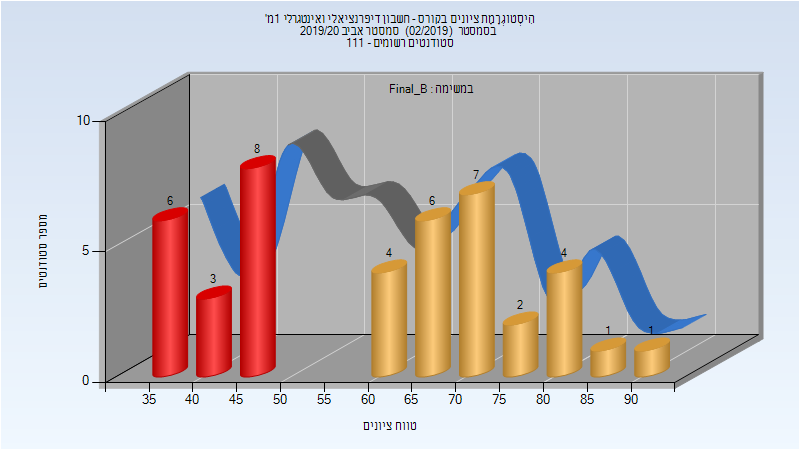 הִיסְטוֹגְרַמַת ציונים בקורס - חשבון דיפרנציאלי ואינטגרלי 1מ'
בסמסטר (02/2019) סמסטר אביב 2019/20
סטודנטים רשומים - 111
במשימה : Final_B
מספר סטודנטים
10
5
0
6
3
8
4
6
7
2
4
1
1
35 40 45 50 55 60 65 70 75 80 85 90
טווח ציונים